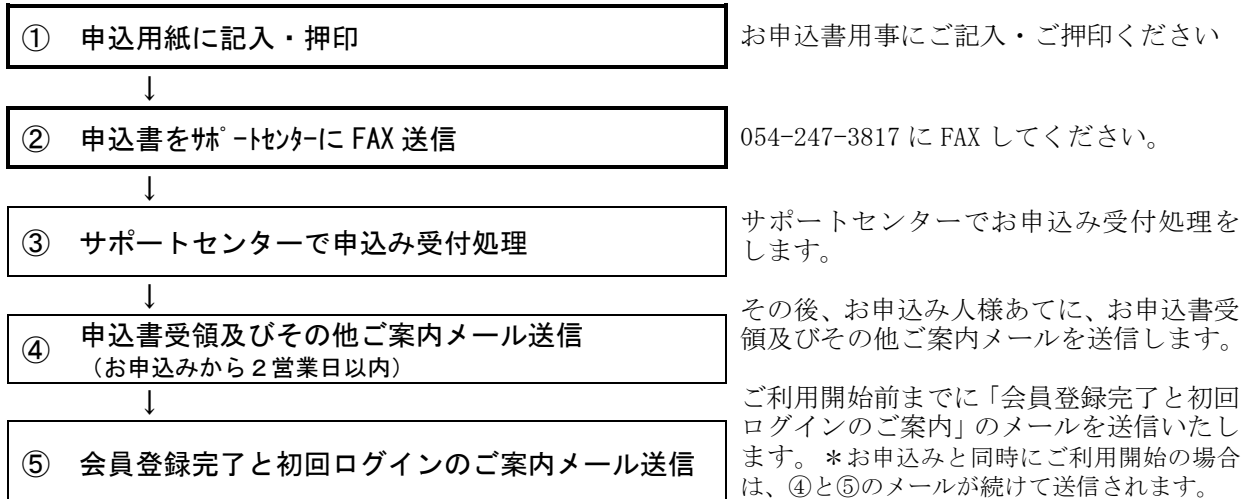 ① 申込用紙に記入・押印
お申込書用事にご記入・ご押印ください
↓
② 申込書をｻﾎﾟｰﾄｾﾝﾀｰに FAX 送信
054-247-3817 に FAX してください。
↓
③ サポートセンターで申込み受付処理
サポートセンターでお申込み受付処理を
します。
↓
④ 申込書受領及びその他ご案内メール送信
（お申込みから２営業日以内）
その後、お申込み人様あてに、お申込書受
領及びその他ご案内メールを送信します。
↓
⑤ 会員登録完了と初回ログインのご案内メール送信
ご利用開始前までに「会員登録完了と初回
ログインのご案内」のメールを送信いたし
ます。＊お申込みと同時にご利用開始の場合
は、④と⑤のメールが続けて送信されます。